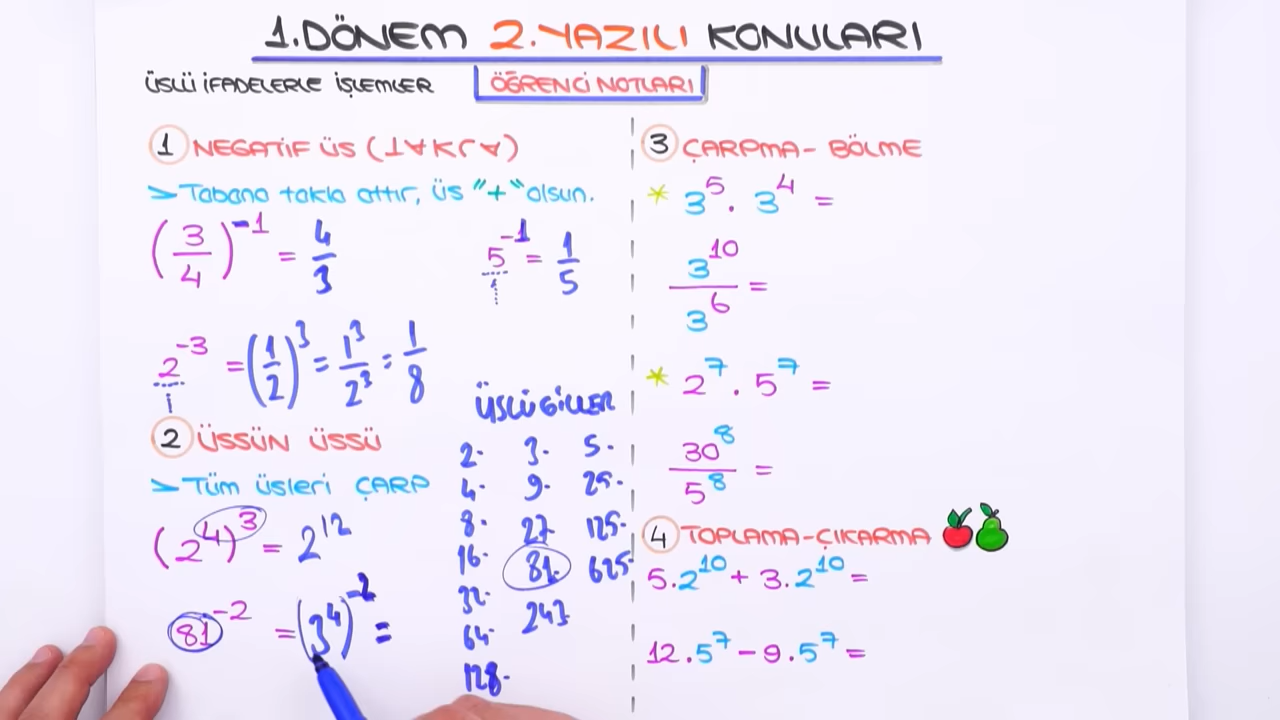 1.DÖNEM 2.YAZILI KONULARI
ÜSLÜ İFADELERLE İŞLEMLER
ÖĞRENCİ NOTLARI
1 NEGATİF ÜS (TAKLA)
> Tabana takla attır, üs "+" olsun.
(3/4)^-1 = 4/3
5^-1 = 1/5
1
2^-3 = (1/2)^3 = 1^3/2^3 = 1/8
1
2 ÜSSÜN ÜSSÜ
> Tüm üsleri ÇARP
(2^4)^3 = 2^12
81^-2 = (3^4)^-2 =
ÜSLÜGİLLER
2. 3. 5.
4. 9. 25.
8. 27 125.
16. 81. 625.
32. 243.
64.
128.
3 ÇARPMA- BÖLME
* 3^5 . 3^4 =
3^10/3^6 =
* 2^7 . 5^7 =
30^8/5^8 =
4 TOPLAMA-ÇIKARMA
5.2^10 + 3.2^10 =
12.5^7 − 9.5^7 =